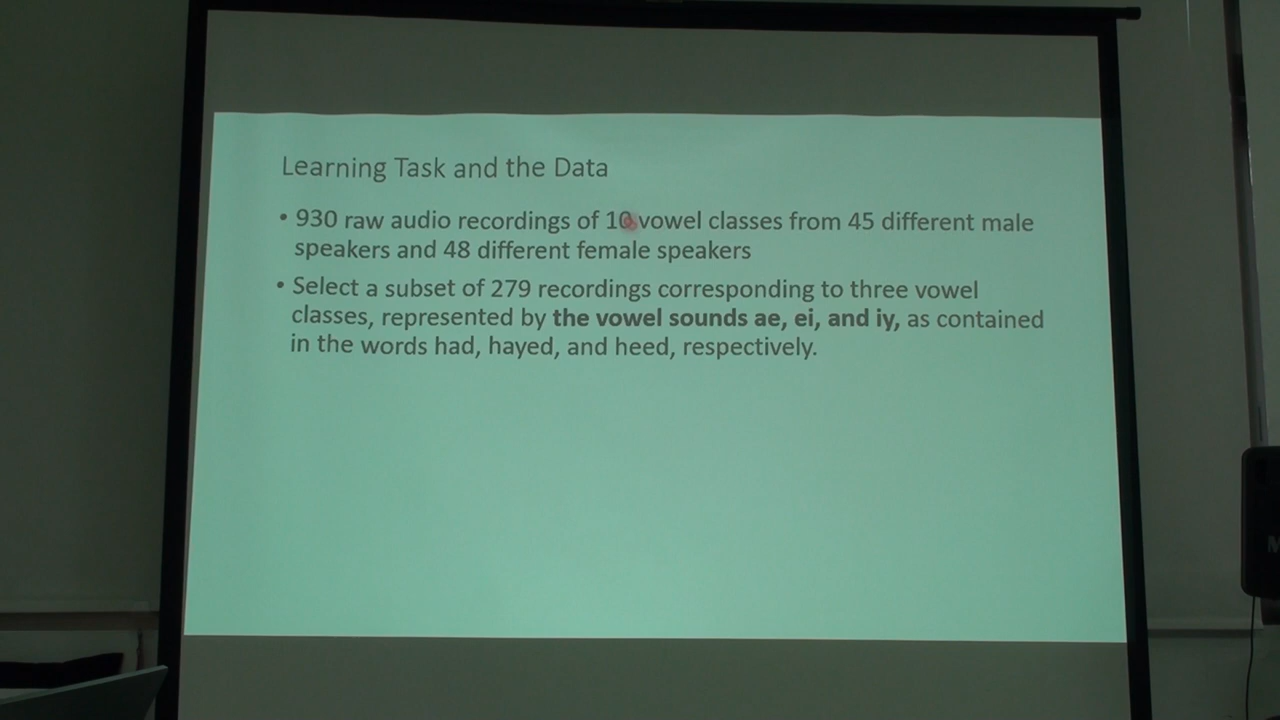 Learning Task and the Data
• 930 raw audio recordings of 10 vowel classes from 45 different male
speakers and 48 different female speakers
• Select a subset of 279 recordings corresponding to three vowel
classes, represented by the vowel sounds ae, ei, and iy, as contained
in the words had, hayed, and heed, respectively.